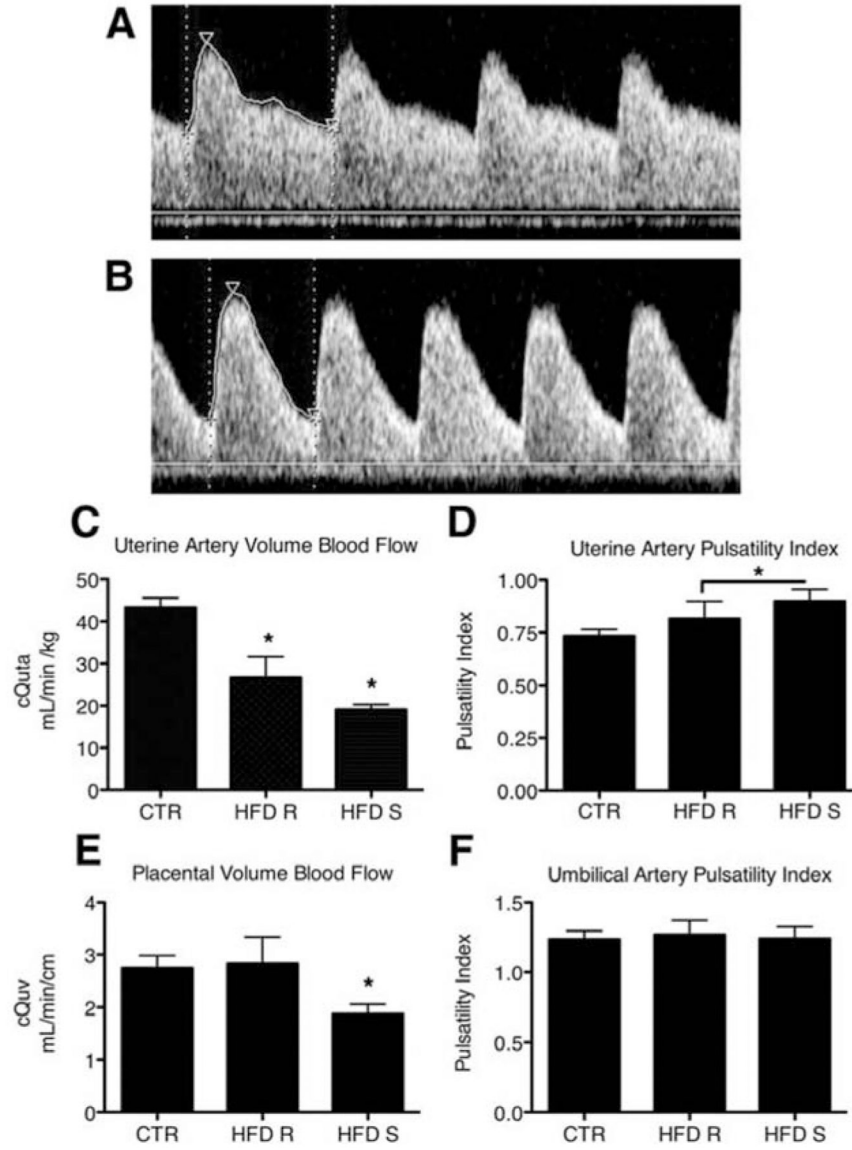 A
B
C
Uterine Artery Volume Blood Flow
cQuta
mL/min /kg
50
40
30
20
10
0
*
*
CTR
HFD R
HFD S
D
Uterine Artery Pulsatility Index
Pulsatility Index
1.00
0.75
0.50
0.25
0.00
*
CTR
HFD R
HFD S
E
Placental Volume Blood Flow
cQuv
mL/min/cm
4
3
2
1
0
*
CTR
HFD R
HFD S
F
Umbilical Artery Pulsatility Index
Pulsatility Index
1.5
1.0
0.5
0.0
CTR
HFD R
HFD S